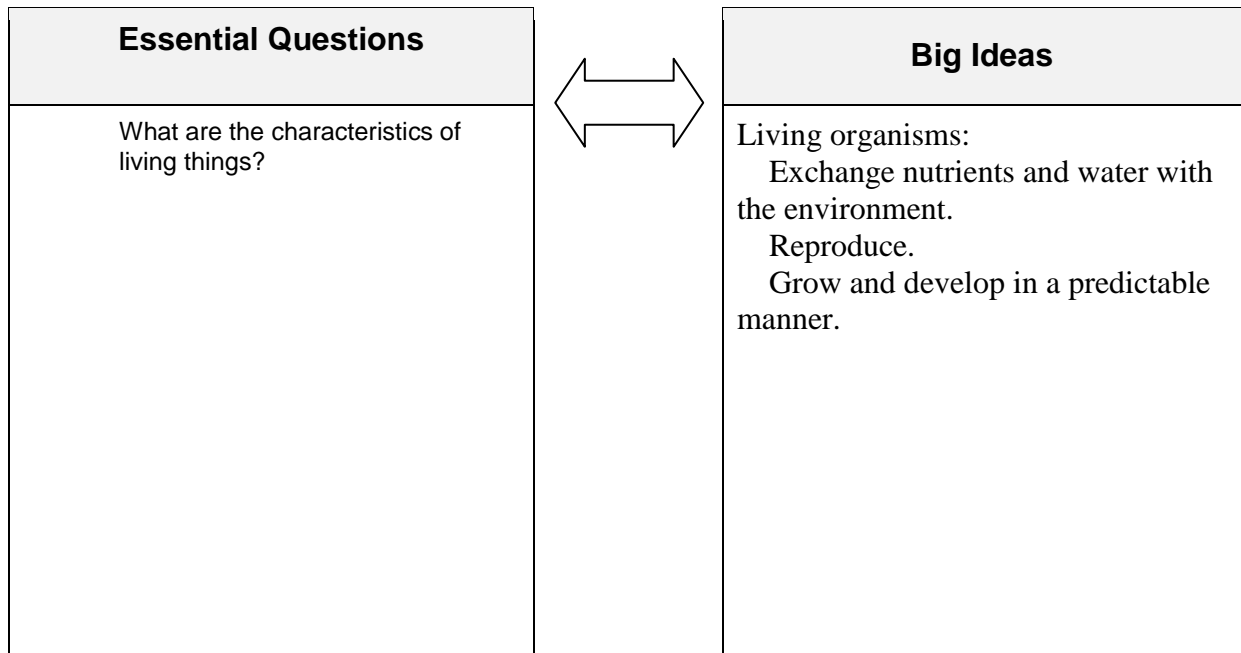 Essential Questions
What are the characteristics of
living things?
Big Ideas
Living organisms:
Exchange nutrients and water with
the environment.
Reproduce.
Grow and develop in a predictable
manner.